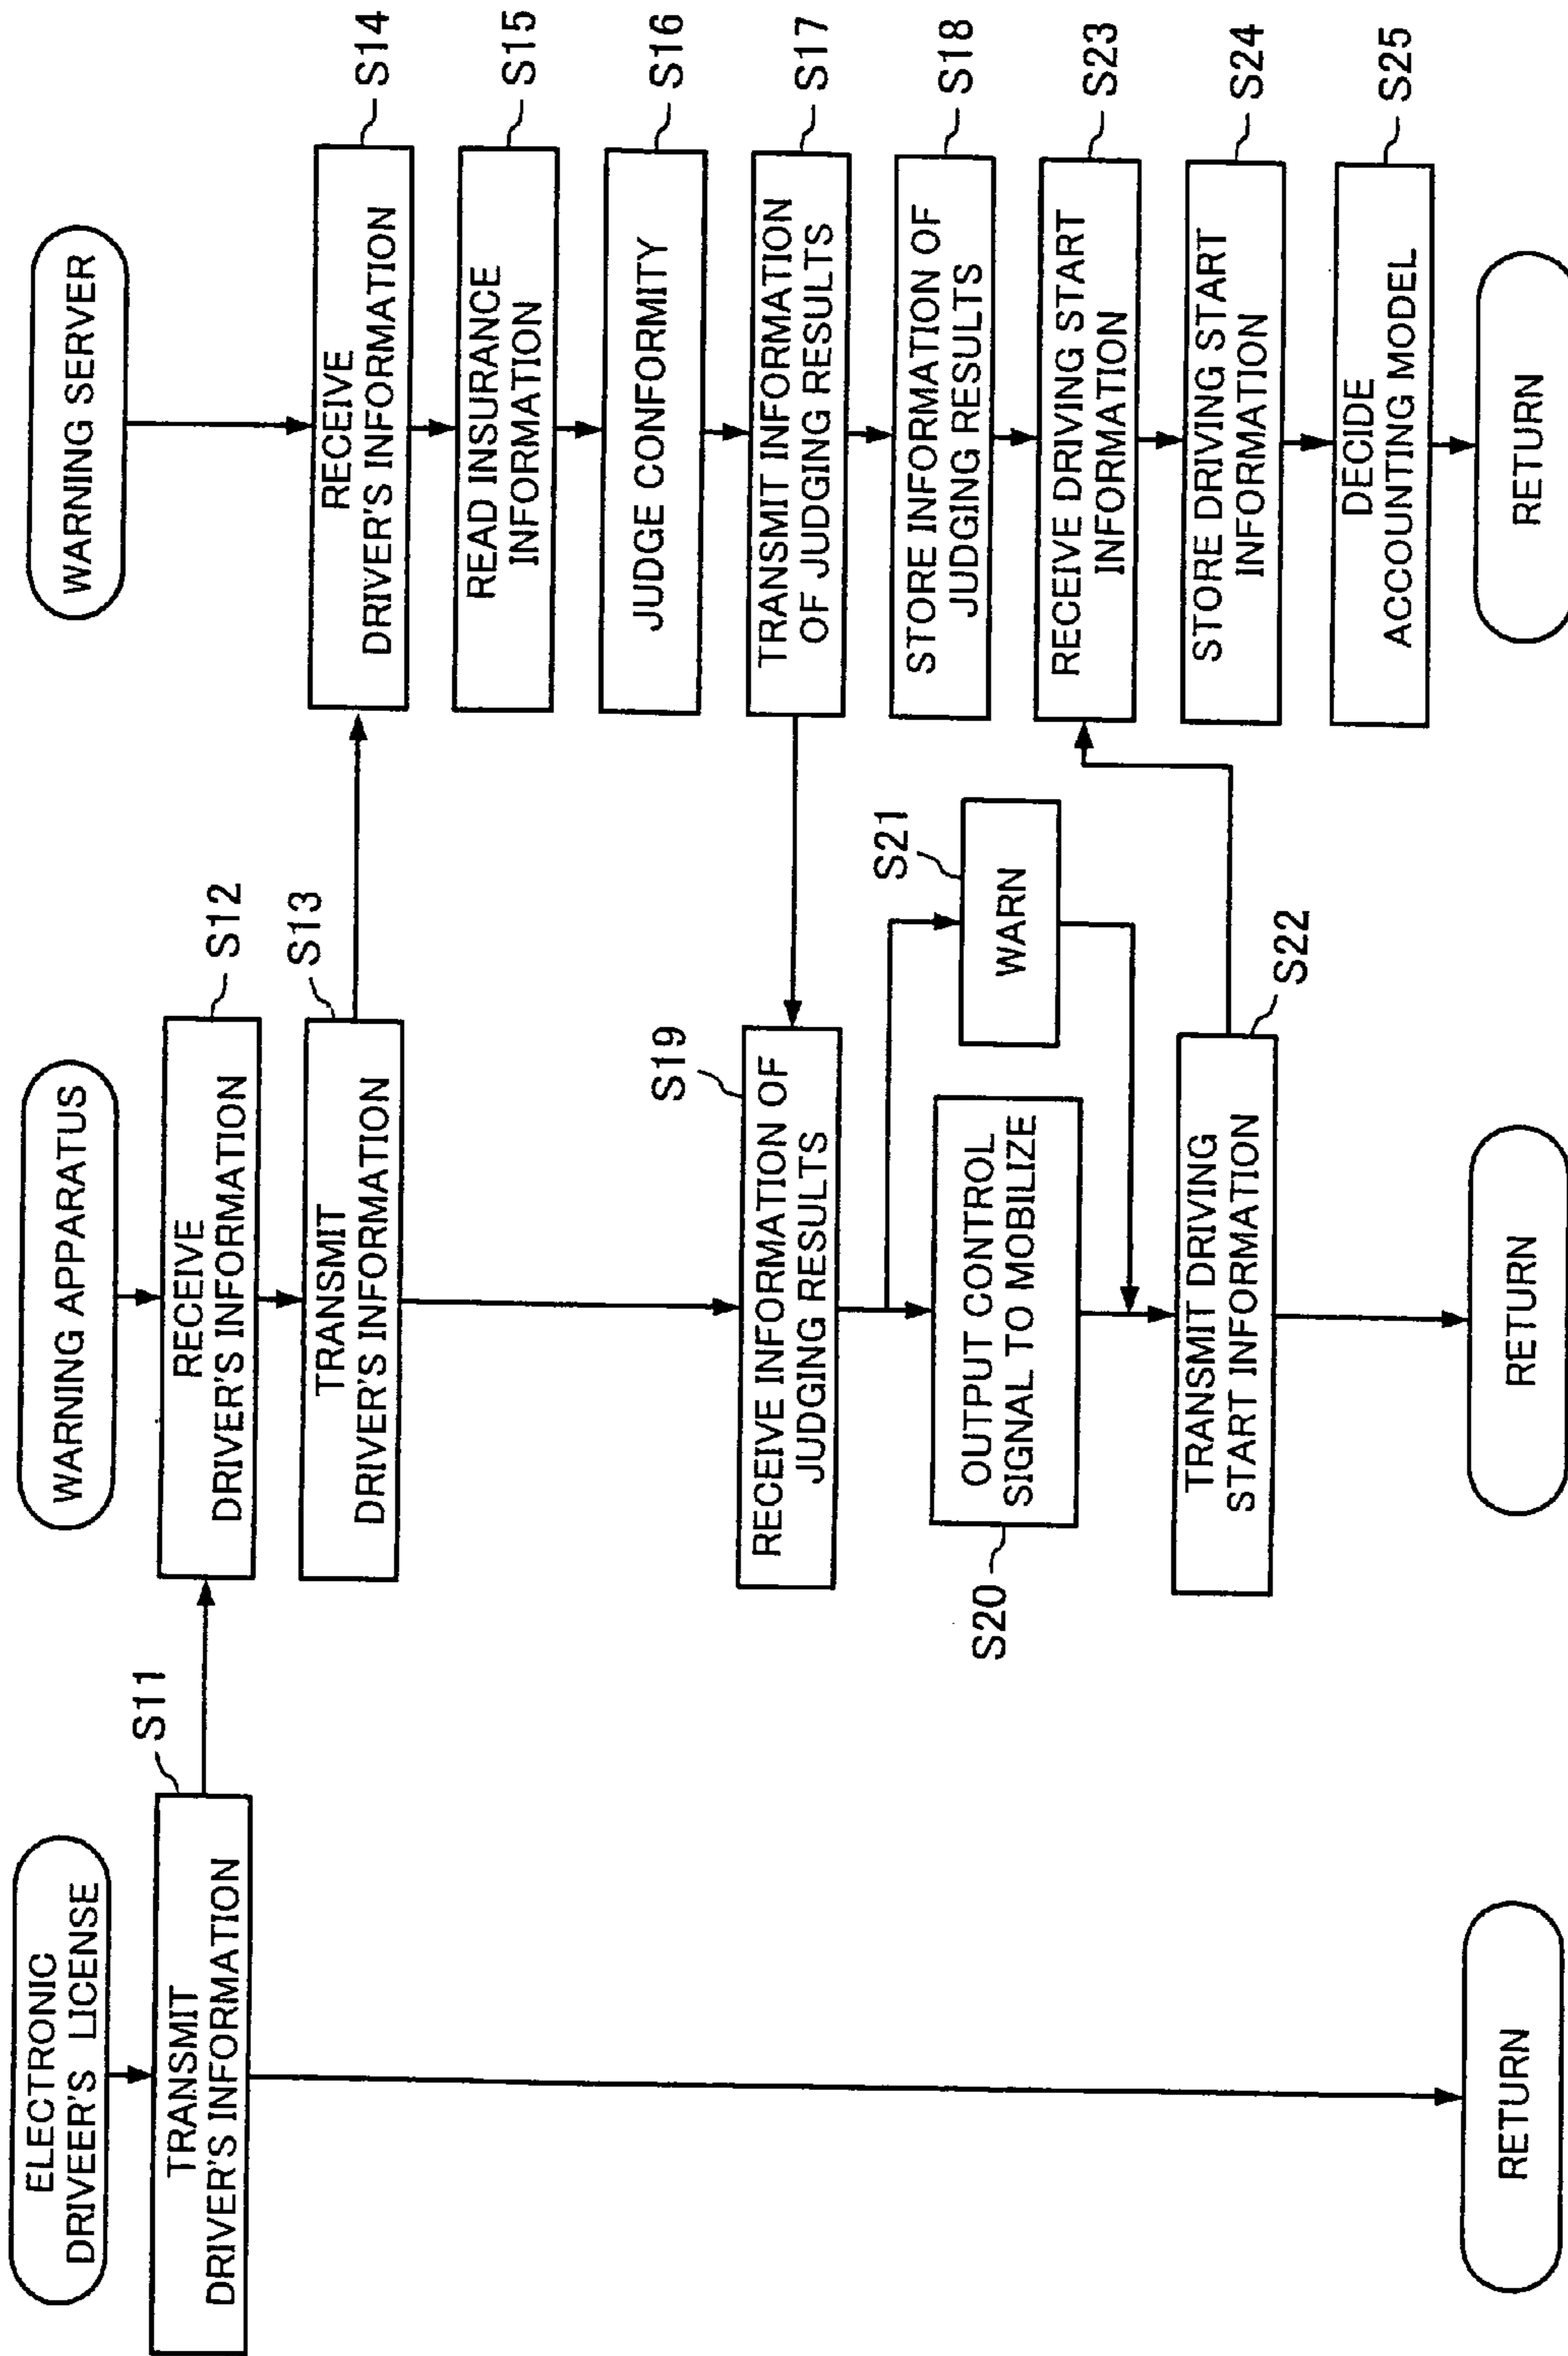 ELECTRONIC
DRIVEER'S LICENSE
TRANSMIT
DRIVER'S INFORMATION
S11
RETURN
WARNING APPARATUS
RECEIVE
DRIVER'S INFORMATION
S12
TRANSMIT
DRIVER'S INFORMATION
S13
RECEIVE INFORMATION OF
JUDGING RESULTS
S19
OUTPUT CONTROL
SIGNAL TO MOBILIZE
S20
WARN
S21
TRANSMIT DRIVING
START INFORMATION
S22
RETURN
WARNING SERVER
RECEIVE
DRIVER'S INFORMATION
S14
READ INSURANCE
INFORMATION
S15
JUDGE CONFORMITY
S16
TRANSMIT INFORMATION
OF JUDGING RESULTS
S17
STORE INFORMATION OF
JUDGING RESULTS
S18
RECEIVE DRIVING START
INFORMATION
S23
STORE DRIVING START
INFORMATION
S24
DECIDE
ACCOUNTING MODEL
S25
RETURN